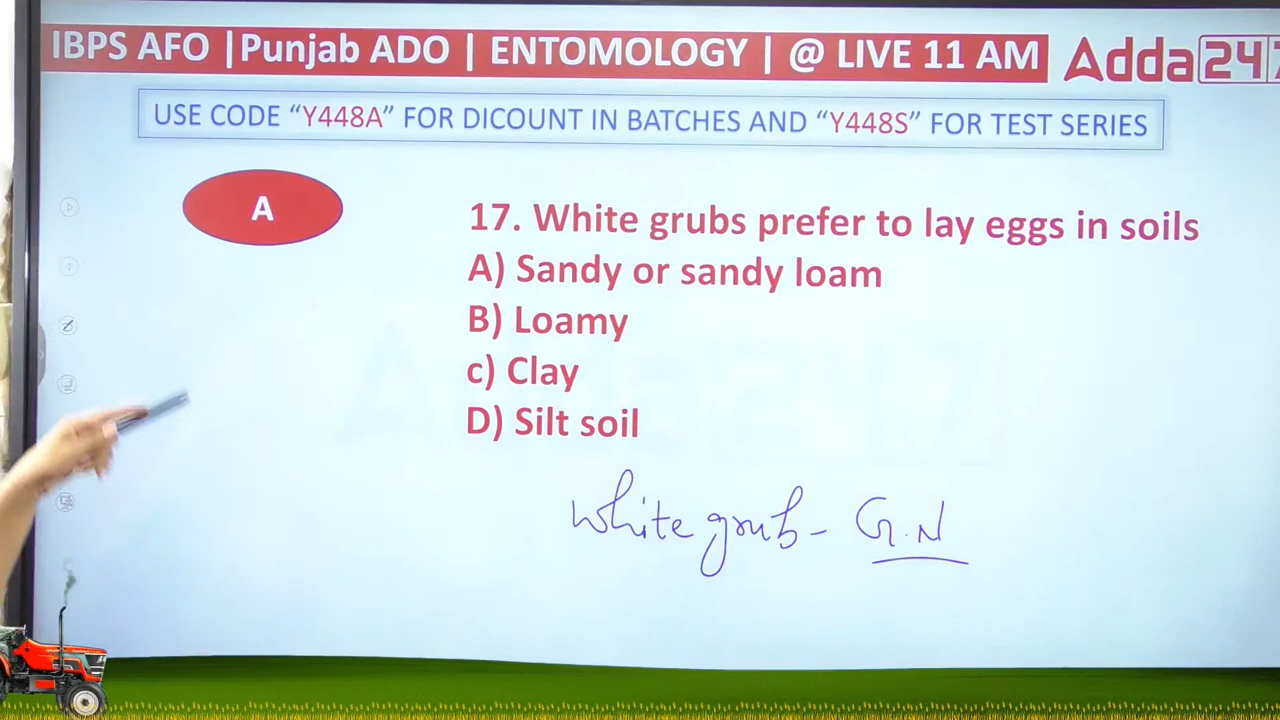 IBPS AFO |Punjab ADO | ENTOMOLOGY | @ LIVE 11 AM
Adda247
USE CODE “Y448A” FOR DICOUNT IN BATCHES AND “Y448S” FOR TEST SERIES
A
17. White grubs prefer to lay eggs in soils
A) Sandy or sandy loam
B) Loamy
c) Clay
D) Silt soil
white grub - G.N